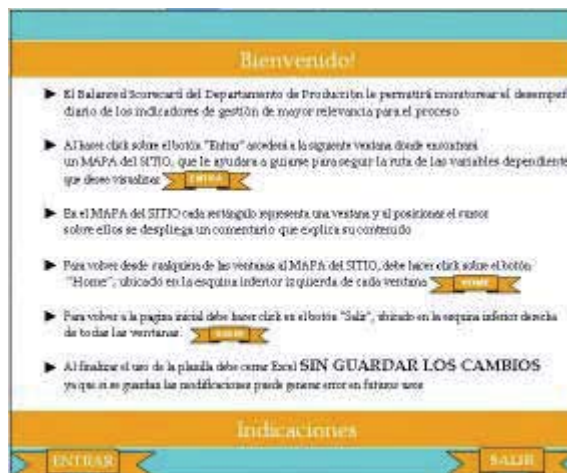 Bienvenido!
El Balanced Scorecard del Departamento de Producción le permitirá monitorear el desempeñ
diario de los indicadores de gestión de mayor relevancia para el proceso
Al hacer click sobre el botón "Entrar" accederá a la siguiente ventana donde encontrará
un MAPA del SITIO, que le ayudara a guiarse para seguir la ruta de las variables dependiente
que desee visualizar
En el MAPA del SITIO cada rectángulo representa una ventana y al posicionar el cursor
sobre ellos se despliega un comentario que explica su contenido
Para volver desde cualquiera de las ventanas al MAPA del SITIO, debe hacer click sobre el botón
"Home", ubicado en la esquina inferior izquierda de cada ventana HOME
Para volver a la pagina inicial debe hacer click en el botón "Salir", ubicado en la esquina inferior derecha
de todas las ventanas
Al finalizar el uso de la planilla debe cerrar Excel SIN GUARDAR LOS CAMBIOS
ya que si se guardan las modificaciones puede generar error en futuros usos
Indicaciones
ENTRAR
SALIR